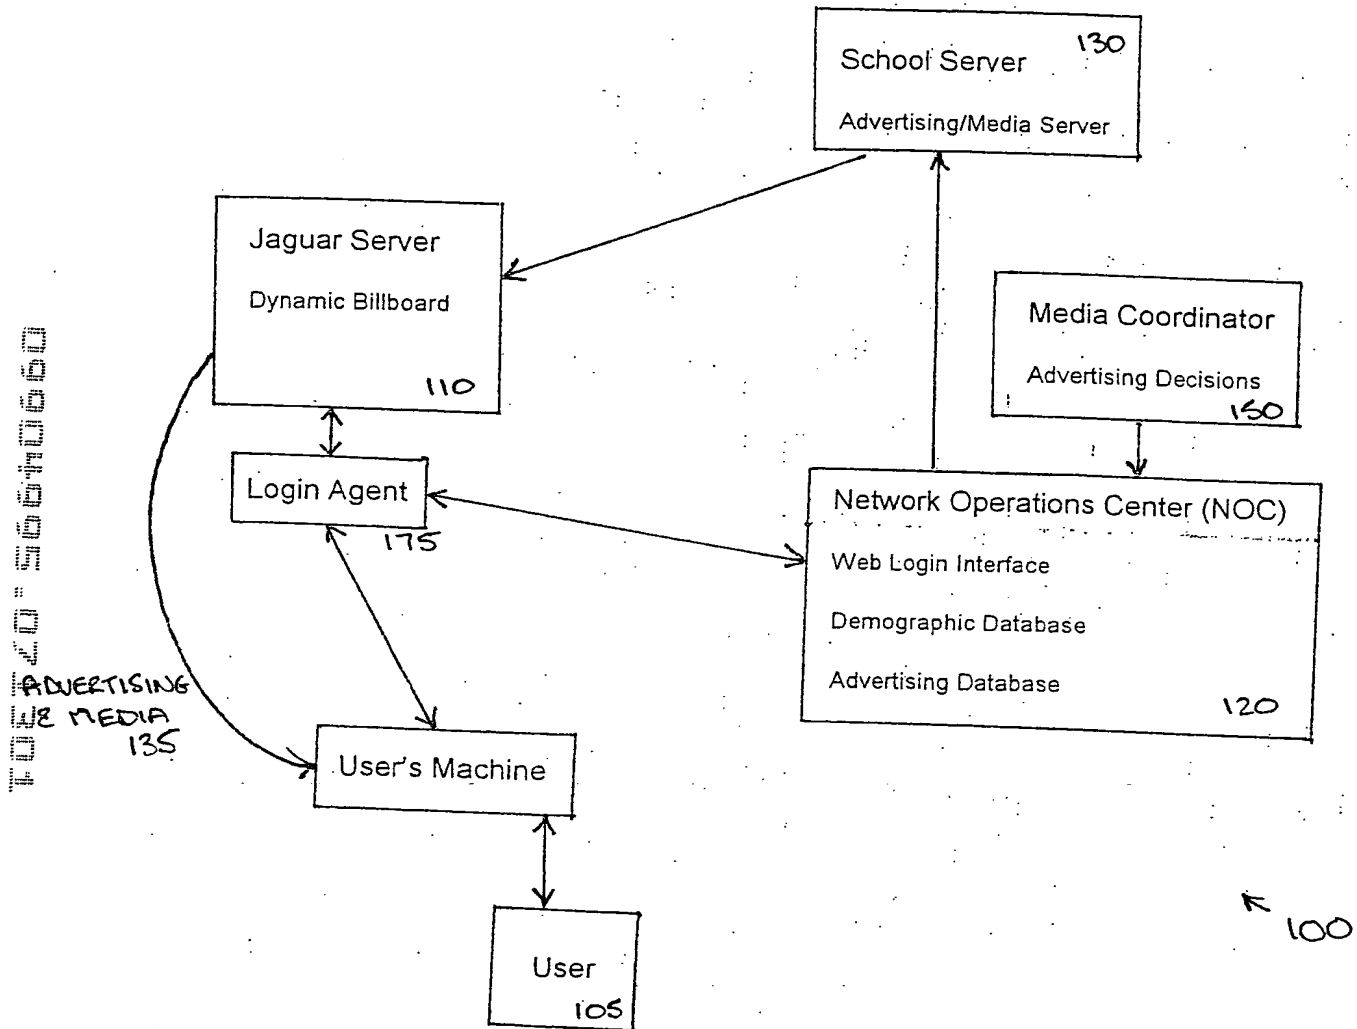 School Server
130
Advertising/Media Server
Jaguar Server
Dynamic Billboard
110
Media Coordinator
Advertising Decisions
150
Login Agent
175
Network Operations Center (NOC)
Web Login Interface
Demographic Database
Advertising Database
120
ADVERTISING
& MEDIA
135
User's Machine
User
105
100